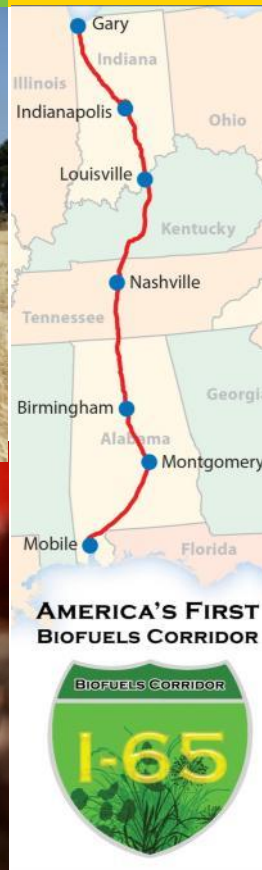 Gary
Indiana
Illinois
Indianapolis
Ohio
Louisville
Kentucky
Nashville
Tennessee
Georgia
Birmingham
Alabama
Montgomery
Mobile
Florida
AMERICA'S FIRST
BIOFUELS CORRIDOR
BIOFUELS CORRIDOR
I-65